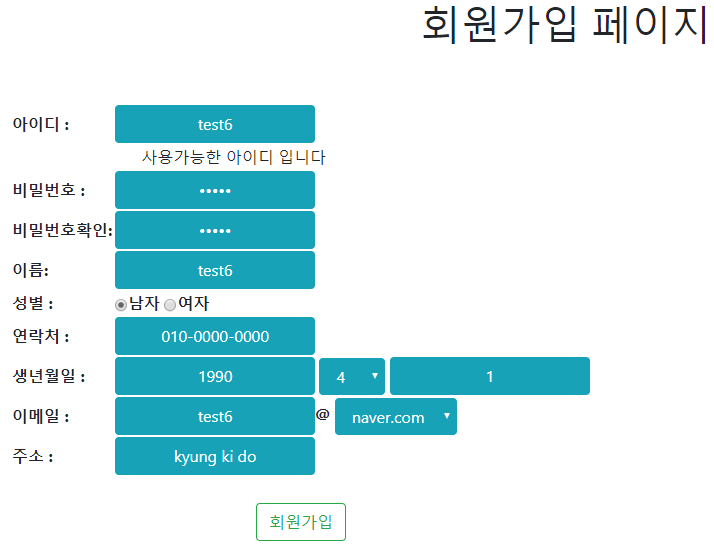 회원가입 페이지
아이디 : test6
사용가능한 아이디 입니다
비밀번호 : •••••
비밀번호확인: •••••
이름: test6
성별 : 남자 여자
연락처 : 010-0000-0000
생년월일 : 1990 4 1
이메일 : test6 @ naver.com
주소 : kyung ki do
회원가입